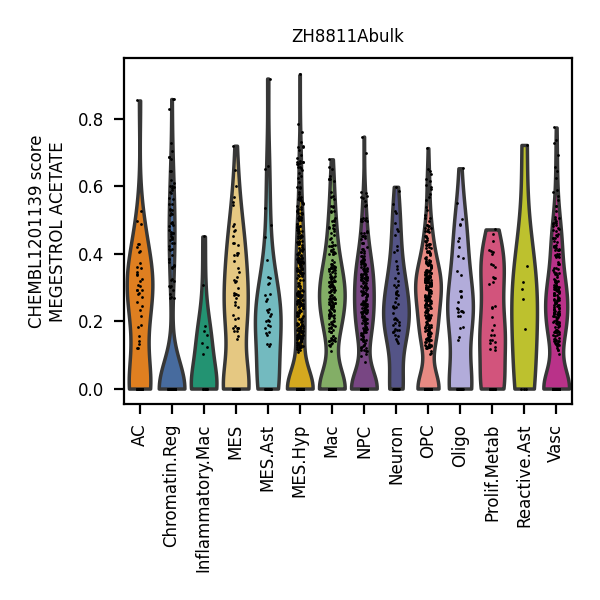 ZH8811Abulk
CHEMBL1201139 score
MEGESTROL ACETATE
0.8
0.6
0.4
0.2
0.0
AC
Chromatin.Reg
Inflammatory.Mac
MES
MES.Ast
MES.Hyp
Mac
NPC
Neuron
OPC
Oligo
Prolif.Metab
Reactive.Ast
Vasc